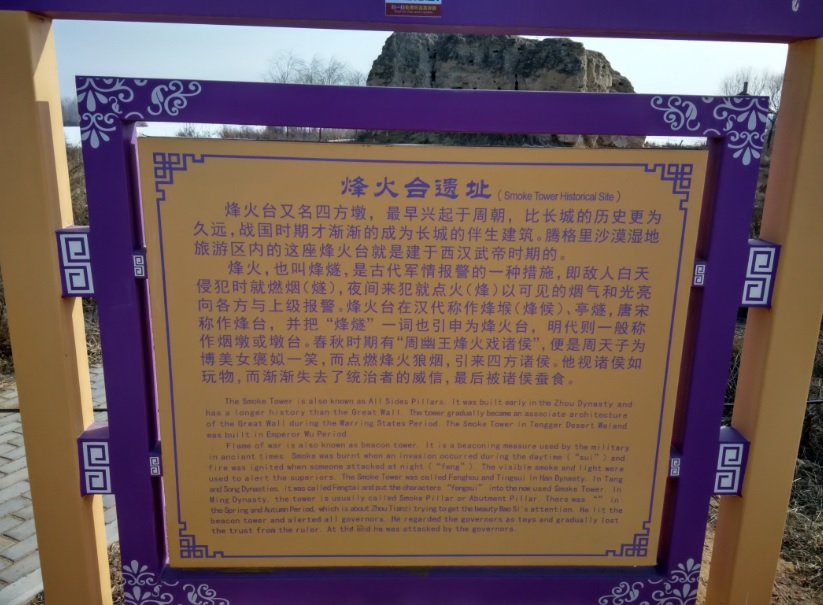 烽火台遗址 (Smoke Tower Historical Site)
烽火台又名四方墩，最早兴起于周朝，比长城的历史更为
久远，战国时期才渐渐的成为长城的伴生建筑。腾格里沙漠湿地
旅游区内的这座烽火台就是建于西汉武帝时期的。
烽火，也叫烽燧，是古代军情报警的一种措施，即敌人白天
侵犯时就燃烟(燧)，夜间来犯就点火(烽)以可见的烟气和光亮
向各方与上级报警。烽火台在汉代称作烽堠(烽候)、亭燧，唐宋
称作烽台，并把“烽燧”一词也引申为烽火台，明代则一般称
作烟墩或墩台。春秋时期有“周幽王烽火戏诸侯”，便是周天子为
博美女褒姒一笑，而点燃烽火狼烟，引来四方诸侯。他视诸侯如
玩物，而渐渐失去了统治者的威信，最后被诸侯蚕食。
The Smoke Tower is also known as All Sides Pillars. It was built early in the Zhou Dynasty and
has a longer history than the Great Wall. The tower gradually became an associate architecture
of the Great Wall during the Warring States Period. The Smoke Tower in Tengger Desert Weland
was built in Emperor Wu Period.
Flame of war is also known as beacon tower. It is a beaconing measure used by the military
in ancient times. Smoke was burnt when an invasion occurred during the daytime ("sui") and
fire was ignited when someone attacked at night ("feng"). The visible smoke and light were
used to alert the superiors. The Smoke Tower was called Fenghou and Tingsui in Han Dynasty. In Tang
and Song Dynasties, it was called Fengtai and put the characters "fengsui" into the now used Smoke Tower. In
Ming Dynasty, the tower is usually called Smoke Pillar or Abutment Pillar. There was "" in
the Spring and Autumn Period, which is about Zhou Tianzi trying to get the beauty Bao Si's attention. He lit the
beacon tower and alerted all governors. He regarded the governors as toys and gradually lost
the trust from the ruler. At the end he was attacked by the governors.